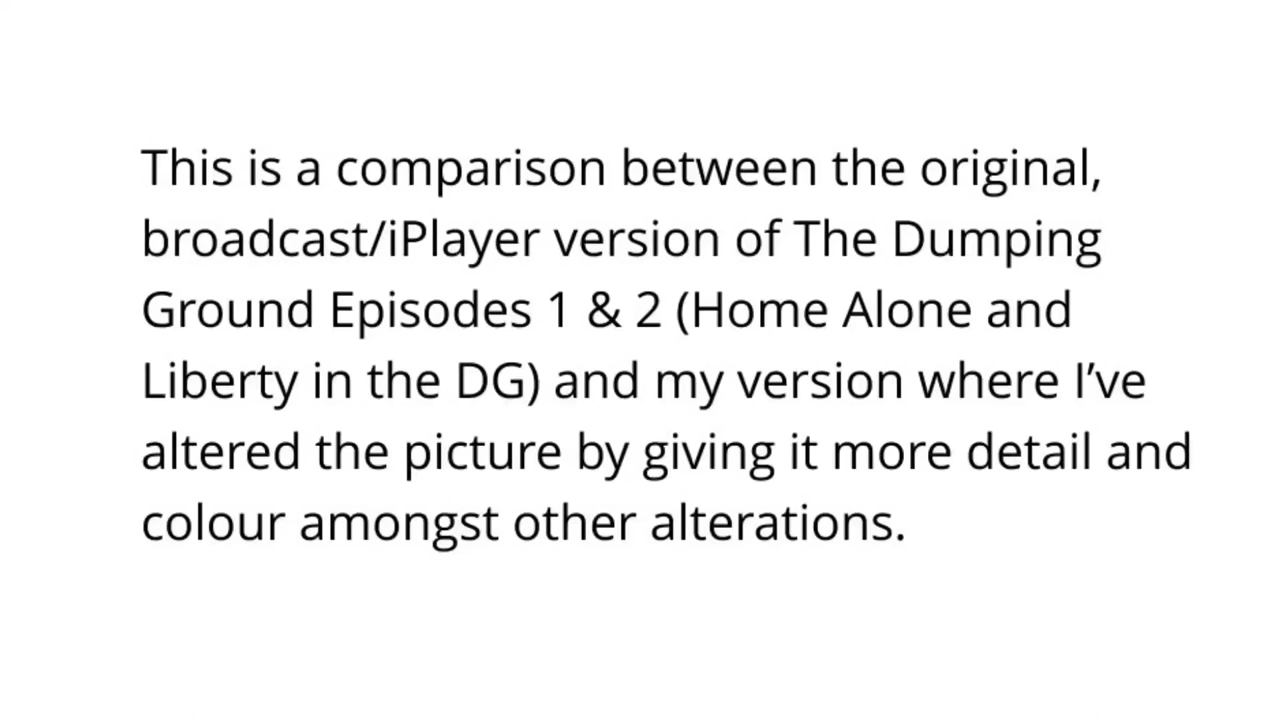 This is a comparison between the original,
broadcast/iPlayer version of The Dumping
Ground Episodes 1 & 2 (Home Alone and
Liberty in the DG) and my version where I’ve
altered the picture by giving it more detail and
colour amongst other alterations.